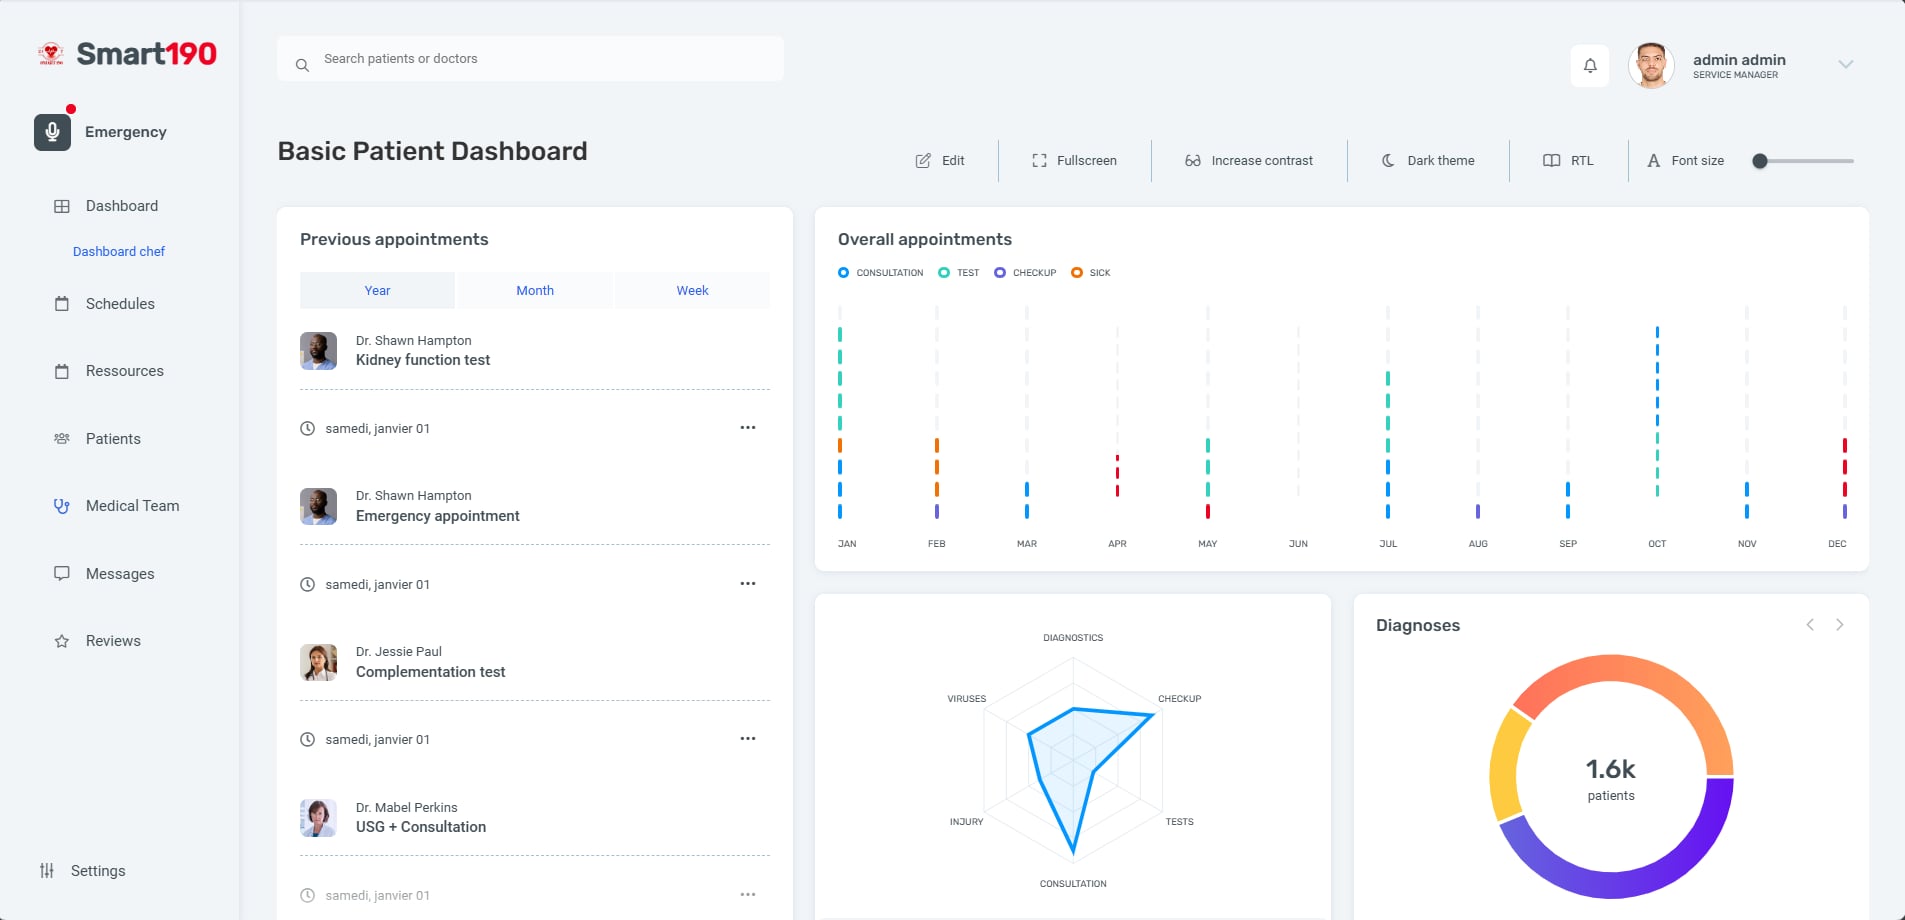 Smart190
Emergency
Dashboard
Dashboard chef
Schedules
Ressources
Patients
Medical Team
Messages
Reviews
Settings
Search patients or doctors
admin admin
SERVICE MANAGER
Basic Patient Dashboard
Edit
Fullscreen
Increase contrast
Dark theme
RTL
Font size
Previous appointments
Year Month Week
Dr. Shawn Hampton
Kidney function test
samedi, janvier 01
Dr. Shawn Hampton
Emergency appointment
samedi, janvier 01
Dr. Jessie Paul
Complementation test
samedi, janvier 01
Dr. Mabel Perkins
USG + Consultation
samedi, janvier 01
Overall appointments
CONSULTATION TEST CHECKUP SICK
JAN FEB MAR APR MAY JUN JUL AUG SEP OCT NOV DEC
DIAGNOSTICS
VIRUSES
CHECKUP
INJURY
TESTS
CONSULTATION
Diagnoses
1.6k
patients